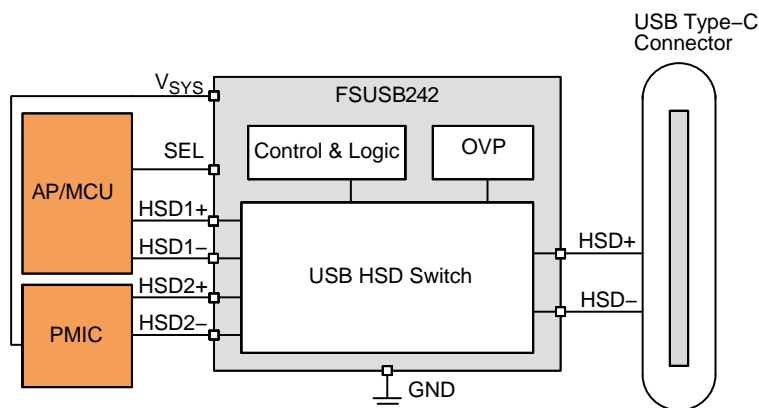 USB Type−C
Connector
VSYS
FSUSB242
SEL
Control & Logic
OVP
AP/MCU
HSD1+
HSD1−
HSD2+
HSD2−
PMIC
USB HSD Switch
HSD+
HSD−
GND